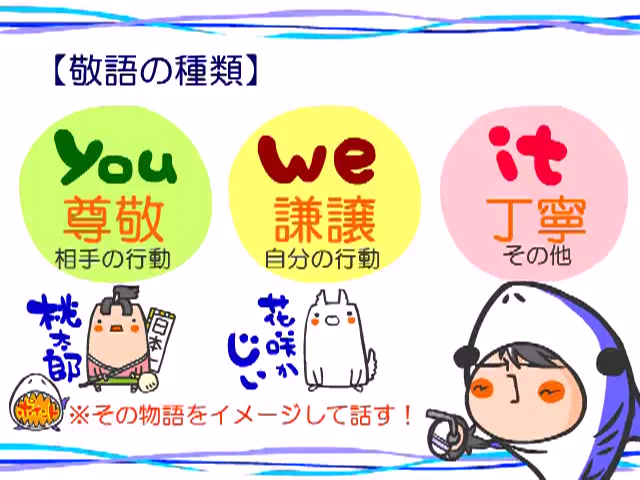 【敬語の種類】
you
尊敬
相手の行動
we
謙譲
自分の行動
it
丁寧
その他
桃太郎
日本
花咲か
じい
※その物語をイメージして話す！